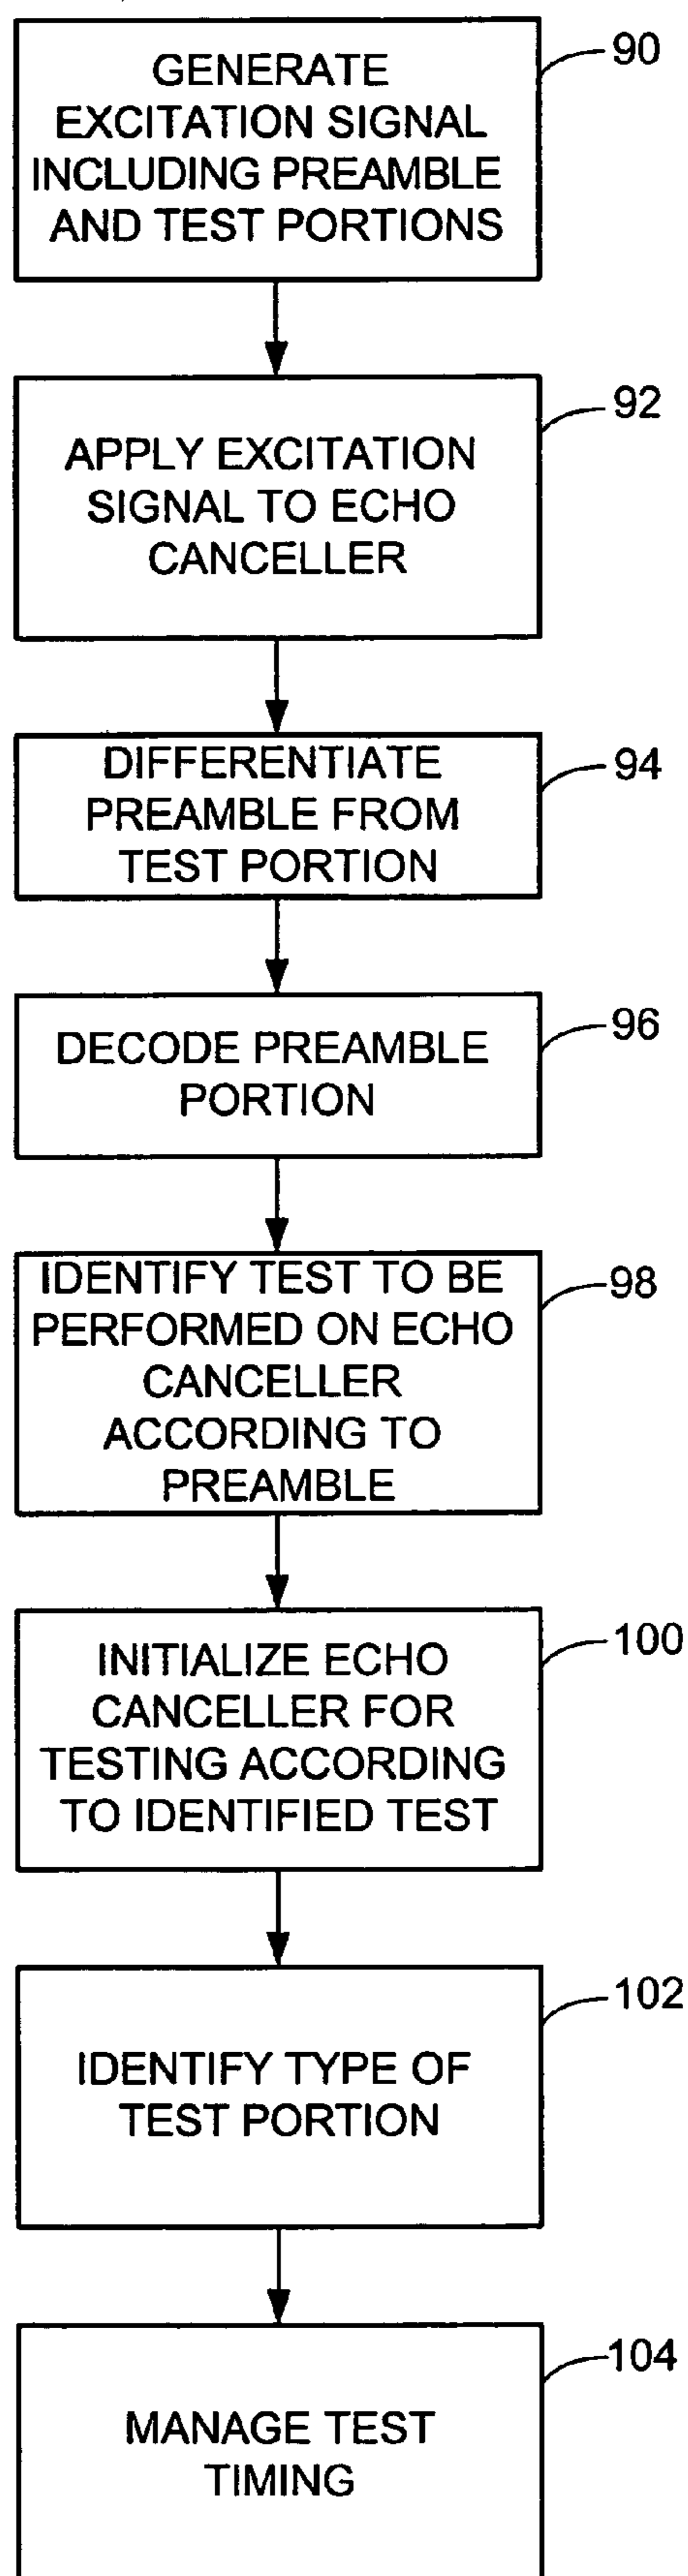 GENERATE
EXCITATION SIGNAL
INCLUDING PREAMBLE
AND TEST PORTIONS
90
APPLY EXCITATION
SIGNAL TO ECHO
CANCELLER
92
DIFFERENTIATE
PREAMBLE FROM
TEST PORTION
94
DECODE PREAMBLE
PORTION
96
IDENTIFY TEST TO BE
PERFORMED ON ECHO
CANCELLER
ACCORDING TO
PREAMBLE
98
INITIALIZE ECHO
CANCELLER FOR
TESTING ACCORDING
TO IDENTIFIED TEST
100
IDENTIFY TYPE OF
TEST PORTION
102
MANAGE TEST
TIMING
104